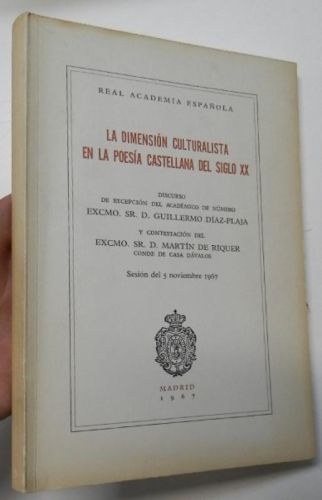 REAL ACADEMIA ESPAÑOLA
LA DIMENSIÓN CULTURALISTA
EN LA POESÍA CASTELLANA DEL SIGLO XX
DISCURSO
DE RECEPCIÓN DEL ACADÉMICO DE NÚMERO
EXCMO. SR. D. GUILLERMO DÍAZ-PLAJA
Y CONTESTACIÓN DEL
EXCMO. SR. D. MARTÍN DE RIQUER
CONDE DE CASA DÁVALOS
Sesión del 5 noviembre 1967
MADRID
1967